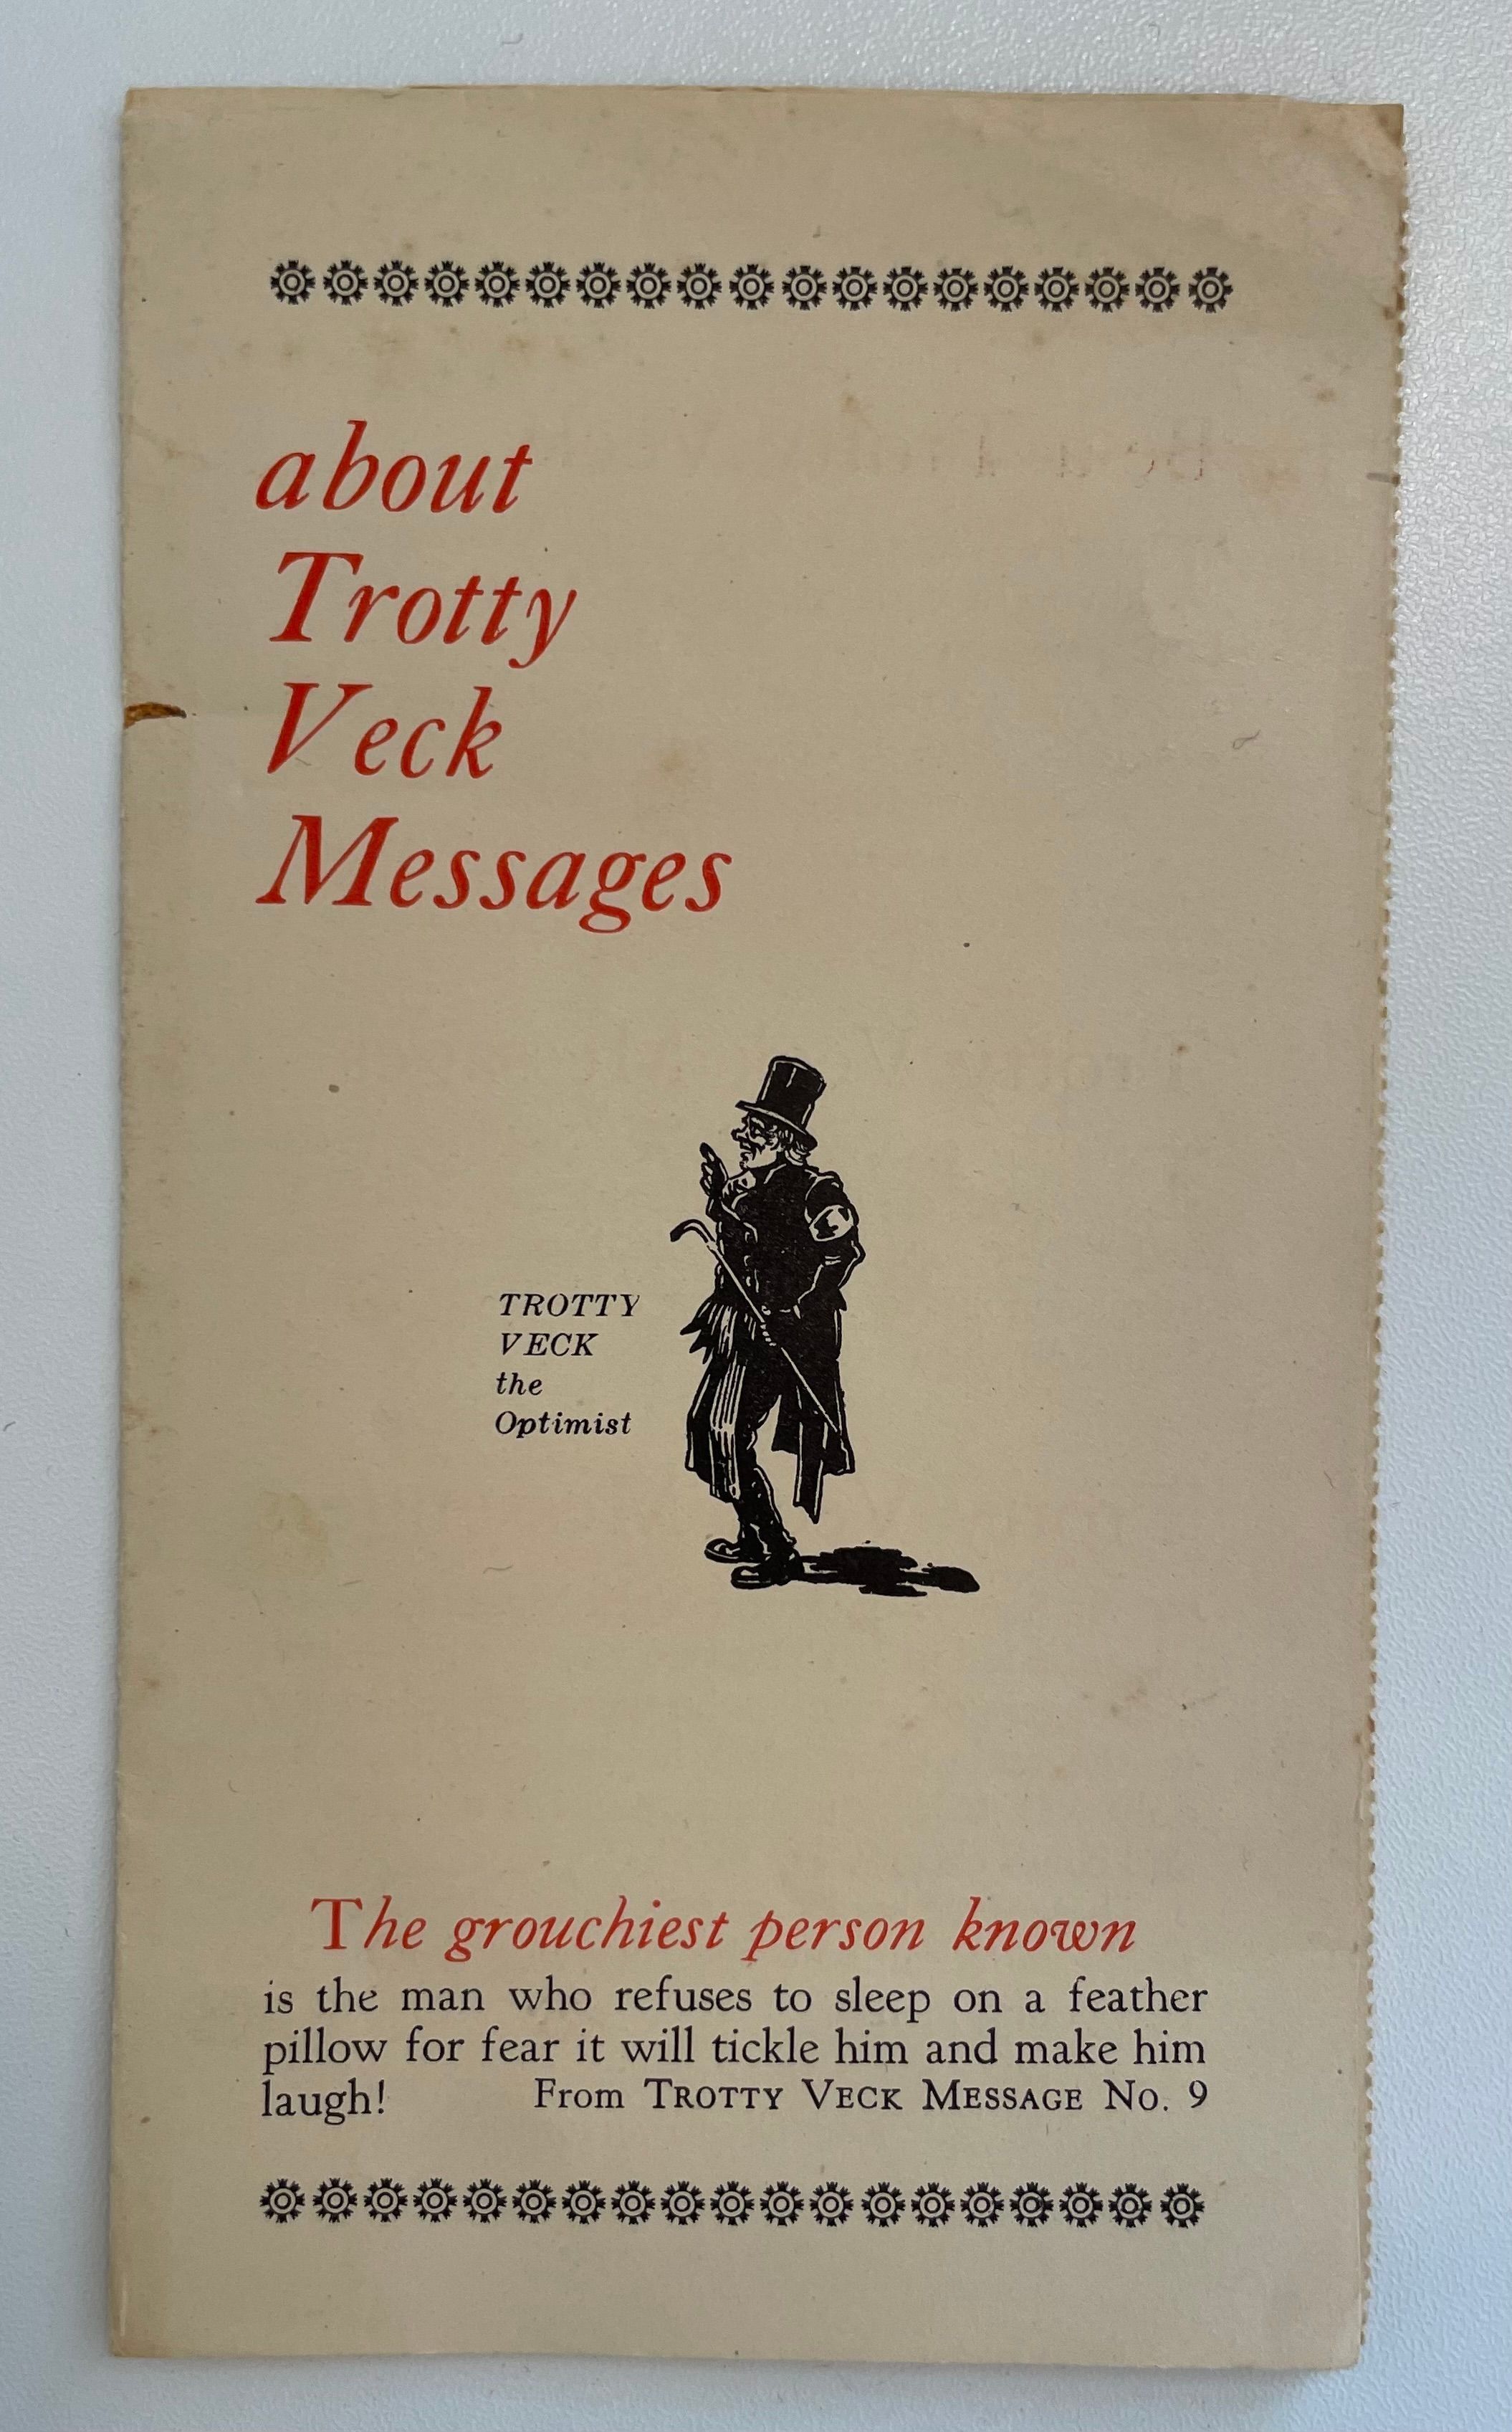 about
Trotty
Veck
Messages
TROTTY
VECK
the
Optimist
The grouchiest person known
is the man who refuses to sleep on a feather
pillow for fear it will tickle him and make him
laugh! From TROTTY VECK MESSAGE No. 9